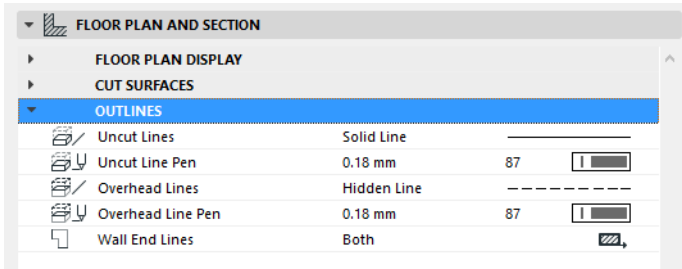 FLOOR PLAN AND SECTION
FLOOR PLAN DISPLAY
CUT SURFACES
OUTLINES
Uncut Lines Solid Line
Uncut Line Pen 0.18 mm 87
Overhead Lines Hidden Line
Overhead Line Pen 0.18 mm 87
Wall End Lines Both